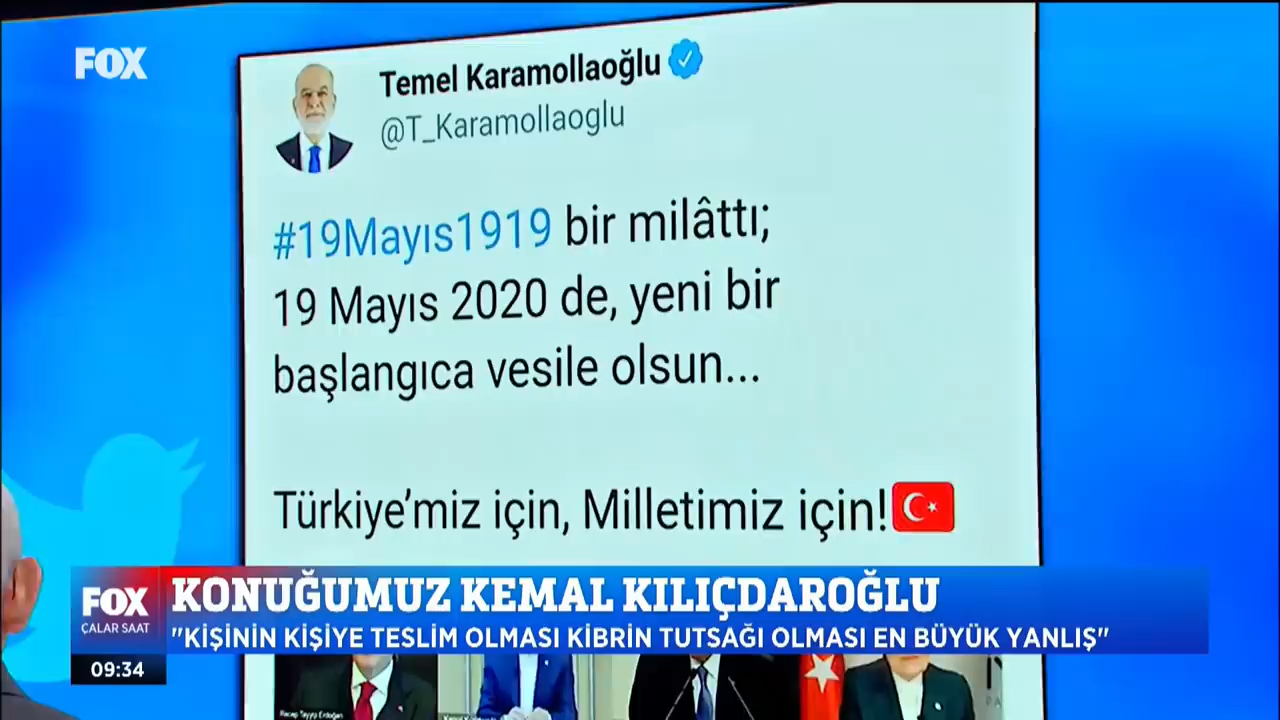 FOX
Temel Karamollaoğlu
@T_Karamollaoglu
#19Mayıs1919 bir milâttı;
19 Mayıs 2020 de, yeni bir
başlangıca vesile olsun...
Türkiye’miz için, Milletimiz için!
FOX
ÇALAR SAAT
KONUĞUMUZ KEMAL KILIÇDAROĞLU
"KİŞİNİN KİŞİYE TESLİM OLMASI KİBRİN TUTSAĞI OLMASI EN BÜYÜK YANLIŞ"
09:34
Recep Tayyip Erdoğan